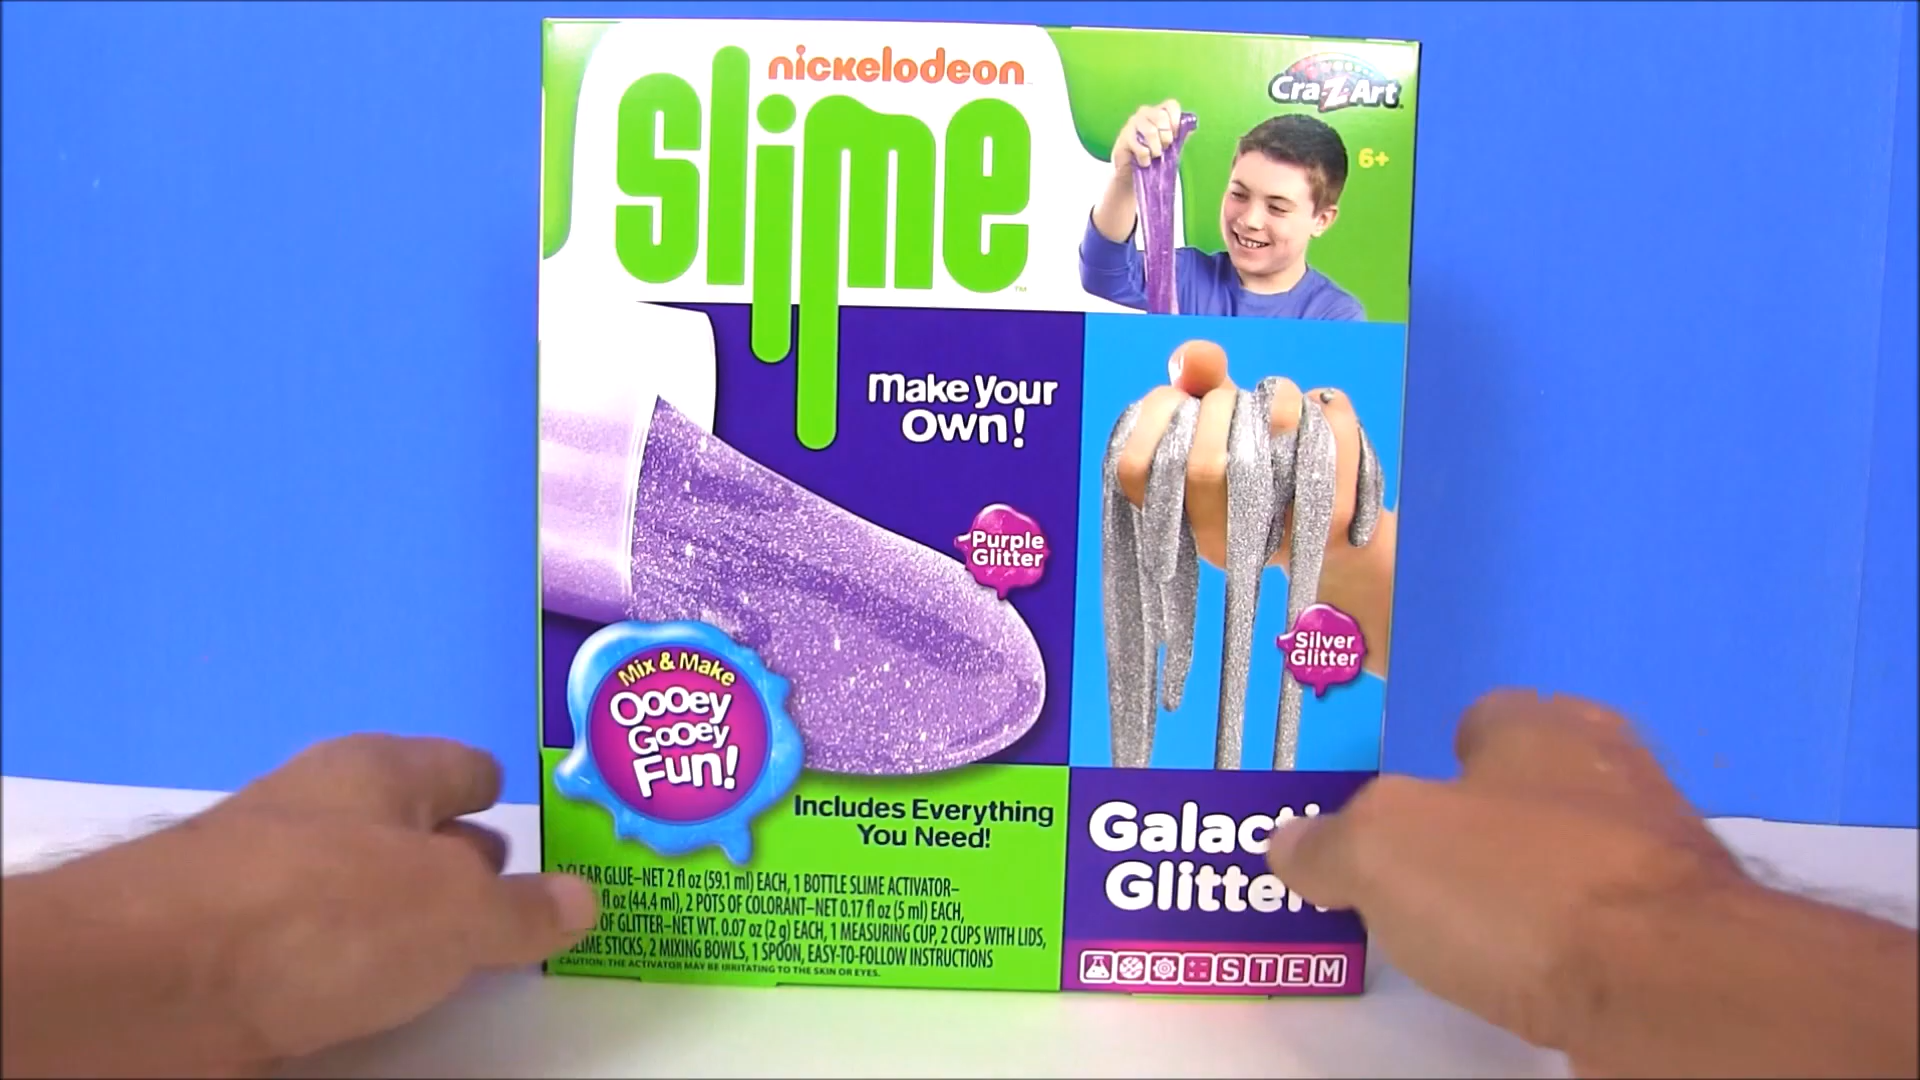 nickelodeon
Slime
TM
Cra-Z-Art
6+
Make Your
Own!
Purple
Glitter
Silver
Glitter
Mix & Make
Oooey
Gooey
Fun!
Includes Everything
You Need!
CLEAR GLUE–NET 2 fl oz (59.1 ml) EACH, 1 BOTTLE SLIME ACTIVATOR–
fl oz (44.4 ml), 2 POTS OF COLORANT–NET 0.17 fl oz (5 ml) EACH,
OF GLITTER–NET WT. 0.07 oz (2 g) EACH, 1 MEASURING CUP, 2 CUPS WITH LIDS,
STICKS, 2 MIXING BOWLS, 1 SPOON, EASY-TO-FOLLOW INSTRUCTIONS
CAUTION: THE ACTIVATOR MAY BE IRRITATING TO THE SKIN OR EYES.
Galacti
Glitter
STEM